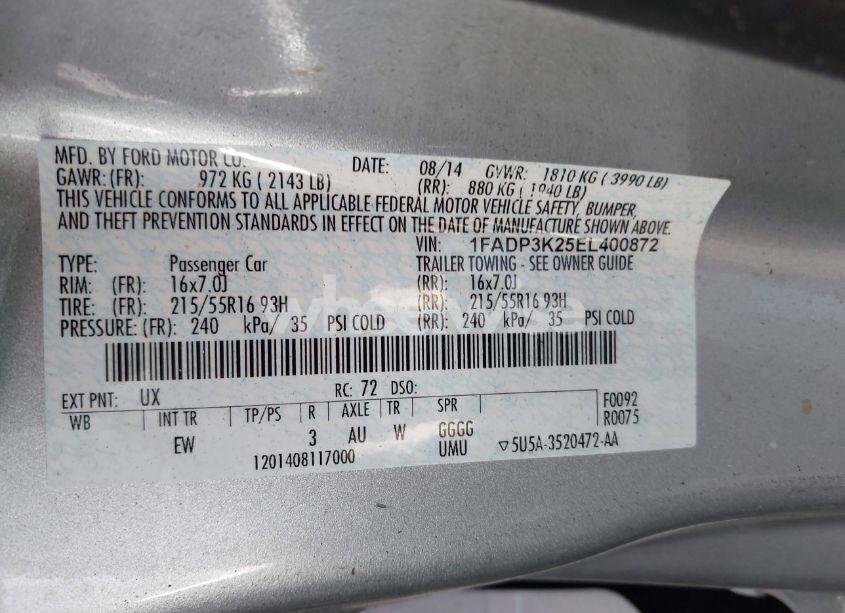 MFD. BY FORD MOTOR CO. DATE: 08/14 GVWR: 1810 KG ( 3990 LB)
GAWR: (FR): 972 KG ( 2143 LB) (RR): 880 KG ( 1940 LB)
THIS VEHICLE CONFORMS TO ALL APPLICABLE FEDERAL MOTOR VEHICLE SAFETY, BUMPER,
AND THEFT PREVENTION STANDARDS IN EFFECT ON THE DATE OF MANUFACTURE SHOWN ABOVE.
VIN: 1FADP3K25EL400872
TYPE: Passenger Car TRAILER TOWING - SEE OWNER GUIDE
RIM: (FR): 16x7.0J (RR): 16x7.0J
TIRE: (FR): 215/55R16 93H (RR): 215/55R16 93H
PRESSURE: (FR): 240 kPa/ 35 PSI COLD (RR): 240 kPa/ 35 PSI COLD
EXT PNT: UX RC: 72 DSO: F0092
WB INT TR TP/PS R AXLE TR SPR R0075
EW 3 AU W GGGG
UMU ▽5U5A-3520472-AA
1201408117000